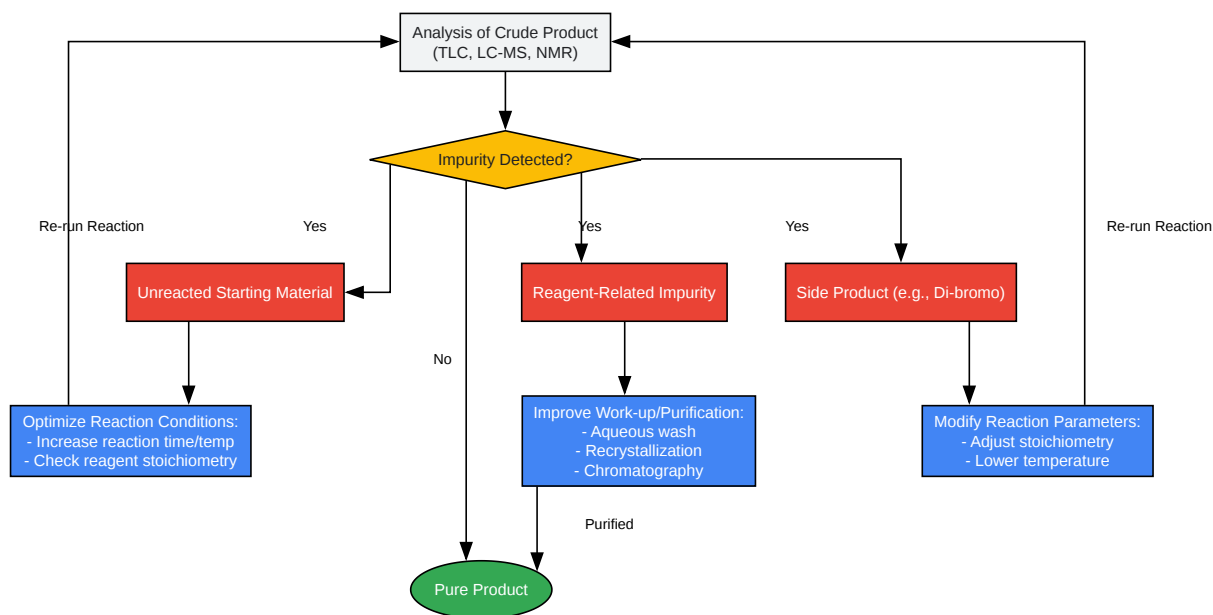 Analysis of Crude Product
(TLC, LC-MS, NMR)
Impurity Detected?
Re-run Reaction
Yes
Yes
Yes
Re-run Reaction
Unreacted Starting Material
Reagent-Related Impurity
Side Product (e.g., Di-bromo)
No
Optimize Reaction Conditions:
- Increase reaction time/temp
- Check reagent stoichiometry
Improve Work-up/Purification:
- Aqueous wash
- Recrystallization
- Chromatography
Modify Reaction Parameters:
- Adjust stoichiometry
- Lower temperature
Purified
Pure Product